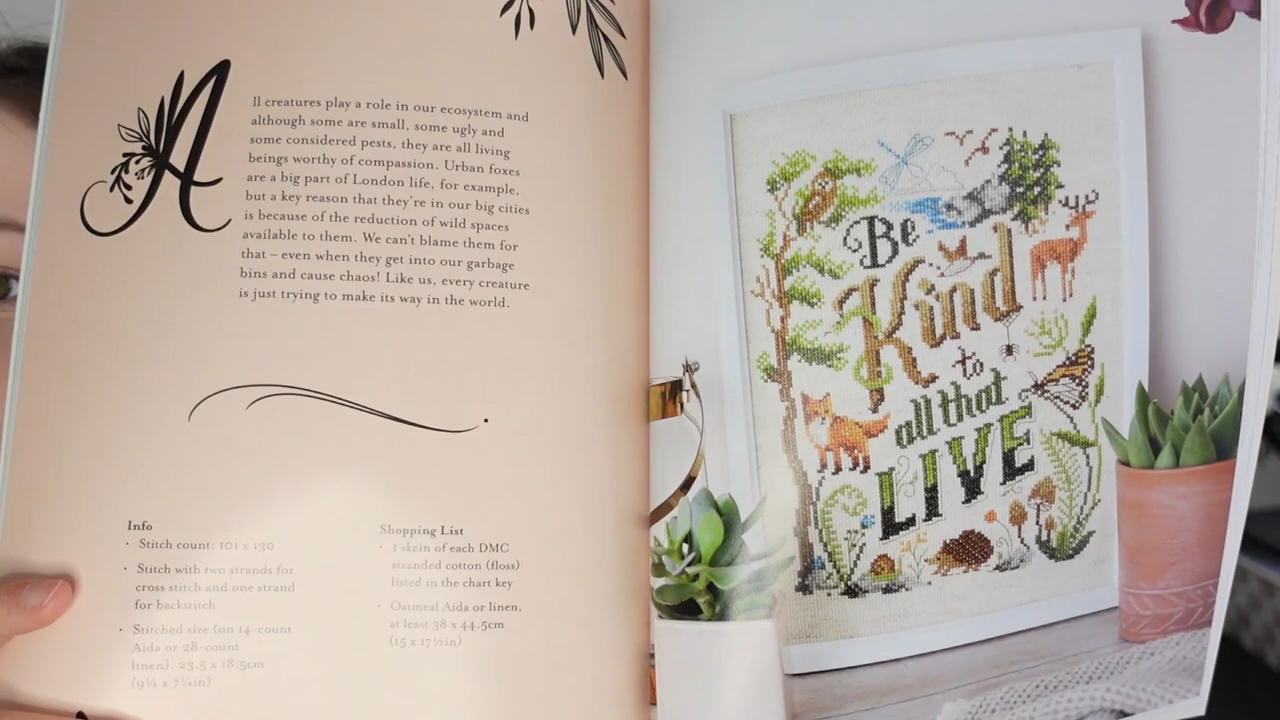 All creatures play a role in our ecosystem and
although some are small, some ugly and
some considered pests, they are all living
beings worthy of compassion. Urban foxes
are a big part of London life, for example,
but a key reason that they're in our big cities
is because of the reduction of wild spaces
available to them. We can't blame them for
that – even when they get into our garbage
bins and cause chaos! Like us, every creature
is just trying to make its way in the world.
Info
• Stitch count: 101 x 130
• Stitch with two strands for
cross stitch and one strand
for backstitch
• Stitched size (on 14-count
Aida or 28-count
linen): 23.5 x 18.5cm
(9¼ x 7¼in)
Shopping List
• 1 skein of each DMC
stranded cotton (floss)
listed in the chart key
• Oatmeal Aida or linen,
at least 38 x 44.5cm
(15 x 17½in)
Be
Kind
to
all that
LIVE